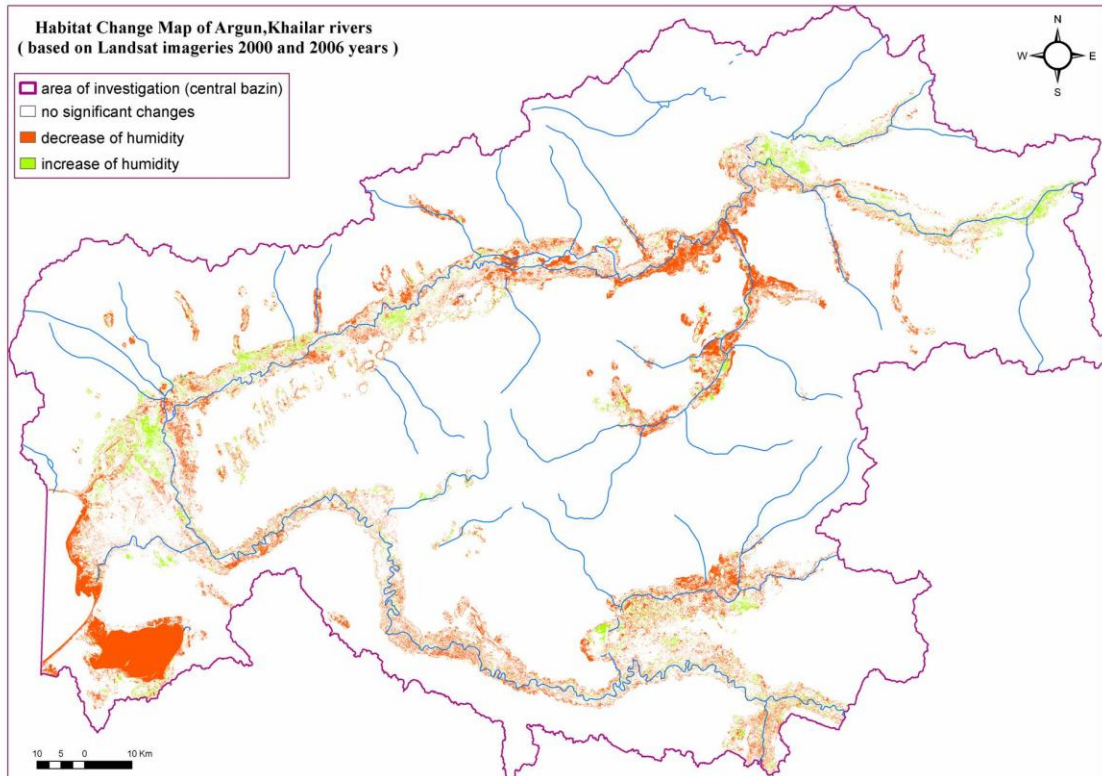 Habitat Change Map of Argun,Khailar rivers
( based on Landsat imageries 2000 and 2006 years )
area of investigation (central bazin)
no significant changes
decrease of humidity
increase of humidity
N
W E
S
10 5 0 10 Km